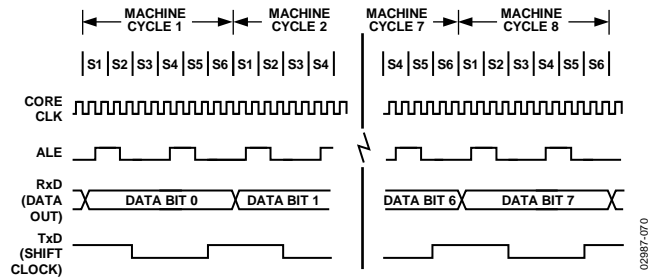 MACHINE CYCLE 1
MACHINE CYCLE 2
MACHINE CYCLE 7
MACHINE CYCLE 8
S1 S2 S3 S4 S5 S6 S1 S2 S3 S4
S4 S5 S6 S1 S2 S3 S4 S5 S6
CORE CLK
ALE
RxD (DATA OUT)
DATA BIT 0
DATA BIT 1
DATA BIT 6
DATA BIT 7
TxD (SHIFT CLOCK)
02987-070